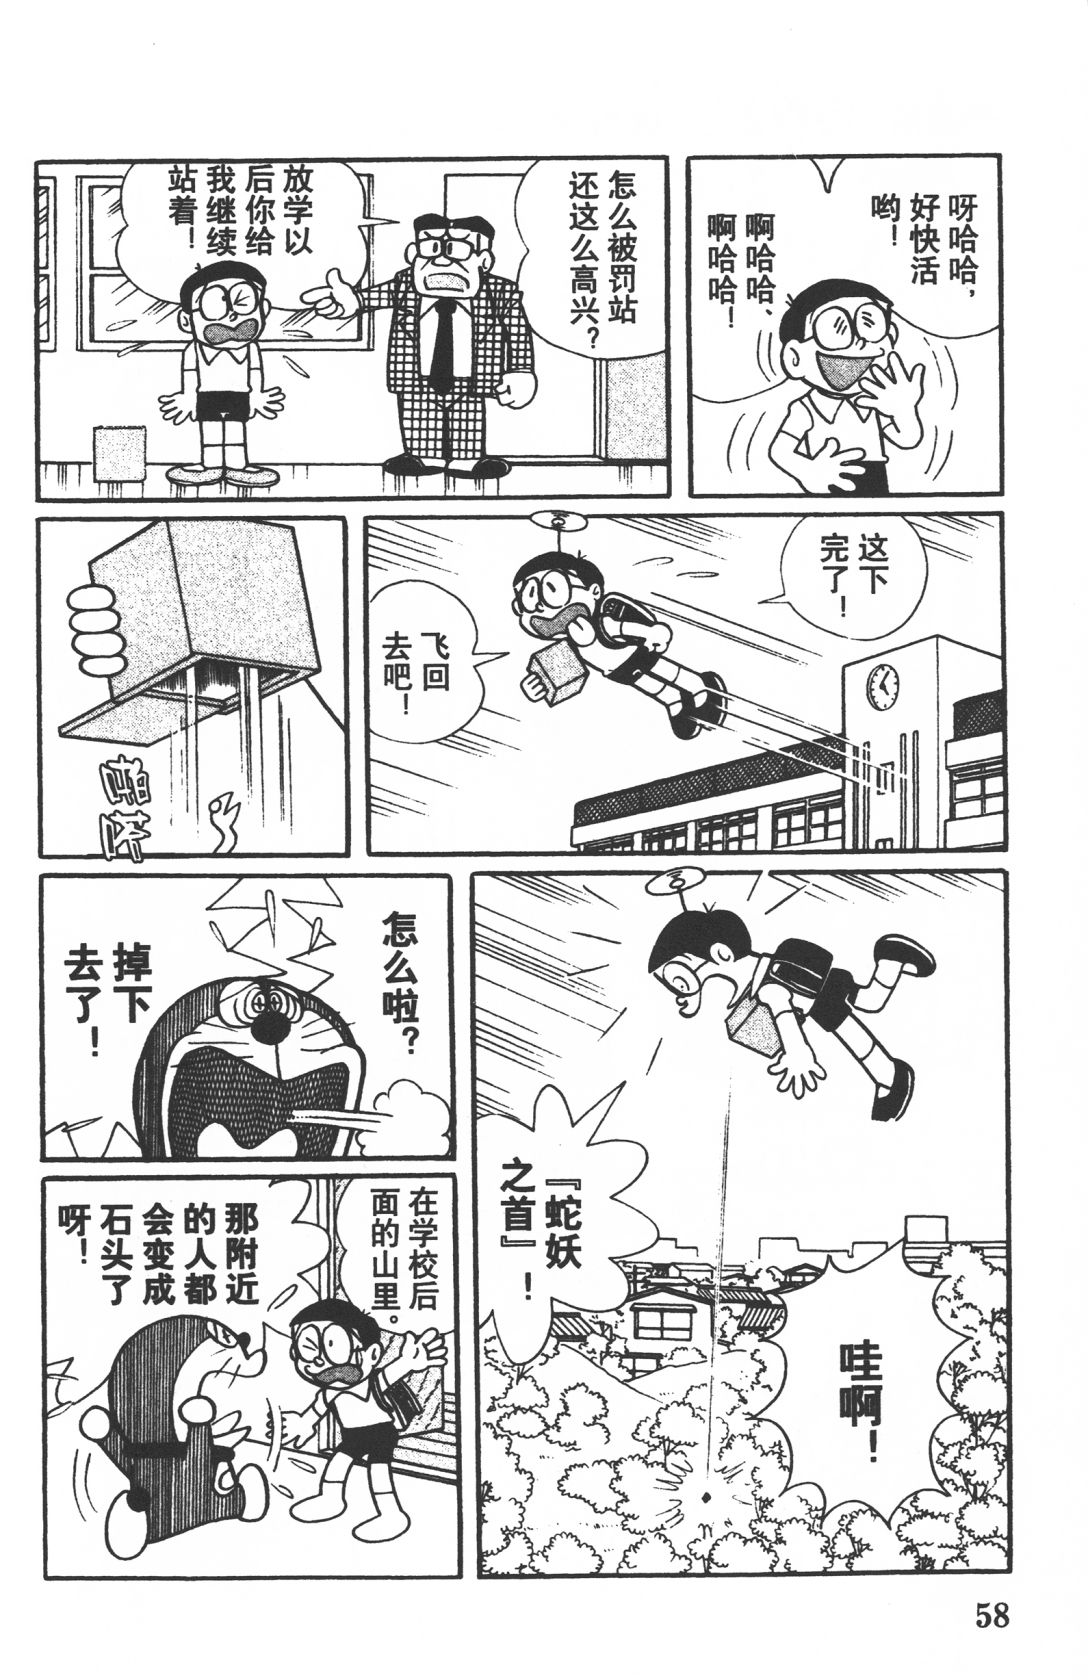 呀哈哈，
好快活
哟！
啊哈哈、
啊哈哈！
怎么被罚站
还这么高兴？
放学以
后你给
我继续
站着！
这下
完了！
飞回
去吧！
『蛇妖
之首』！
哇啊！
怎么啦？
掉下
去了！
在学校后
面的山里。
那附近
的人都
会变成
石头了
呀！
58